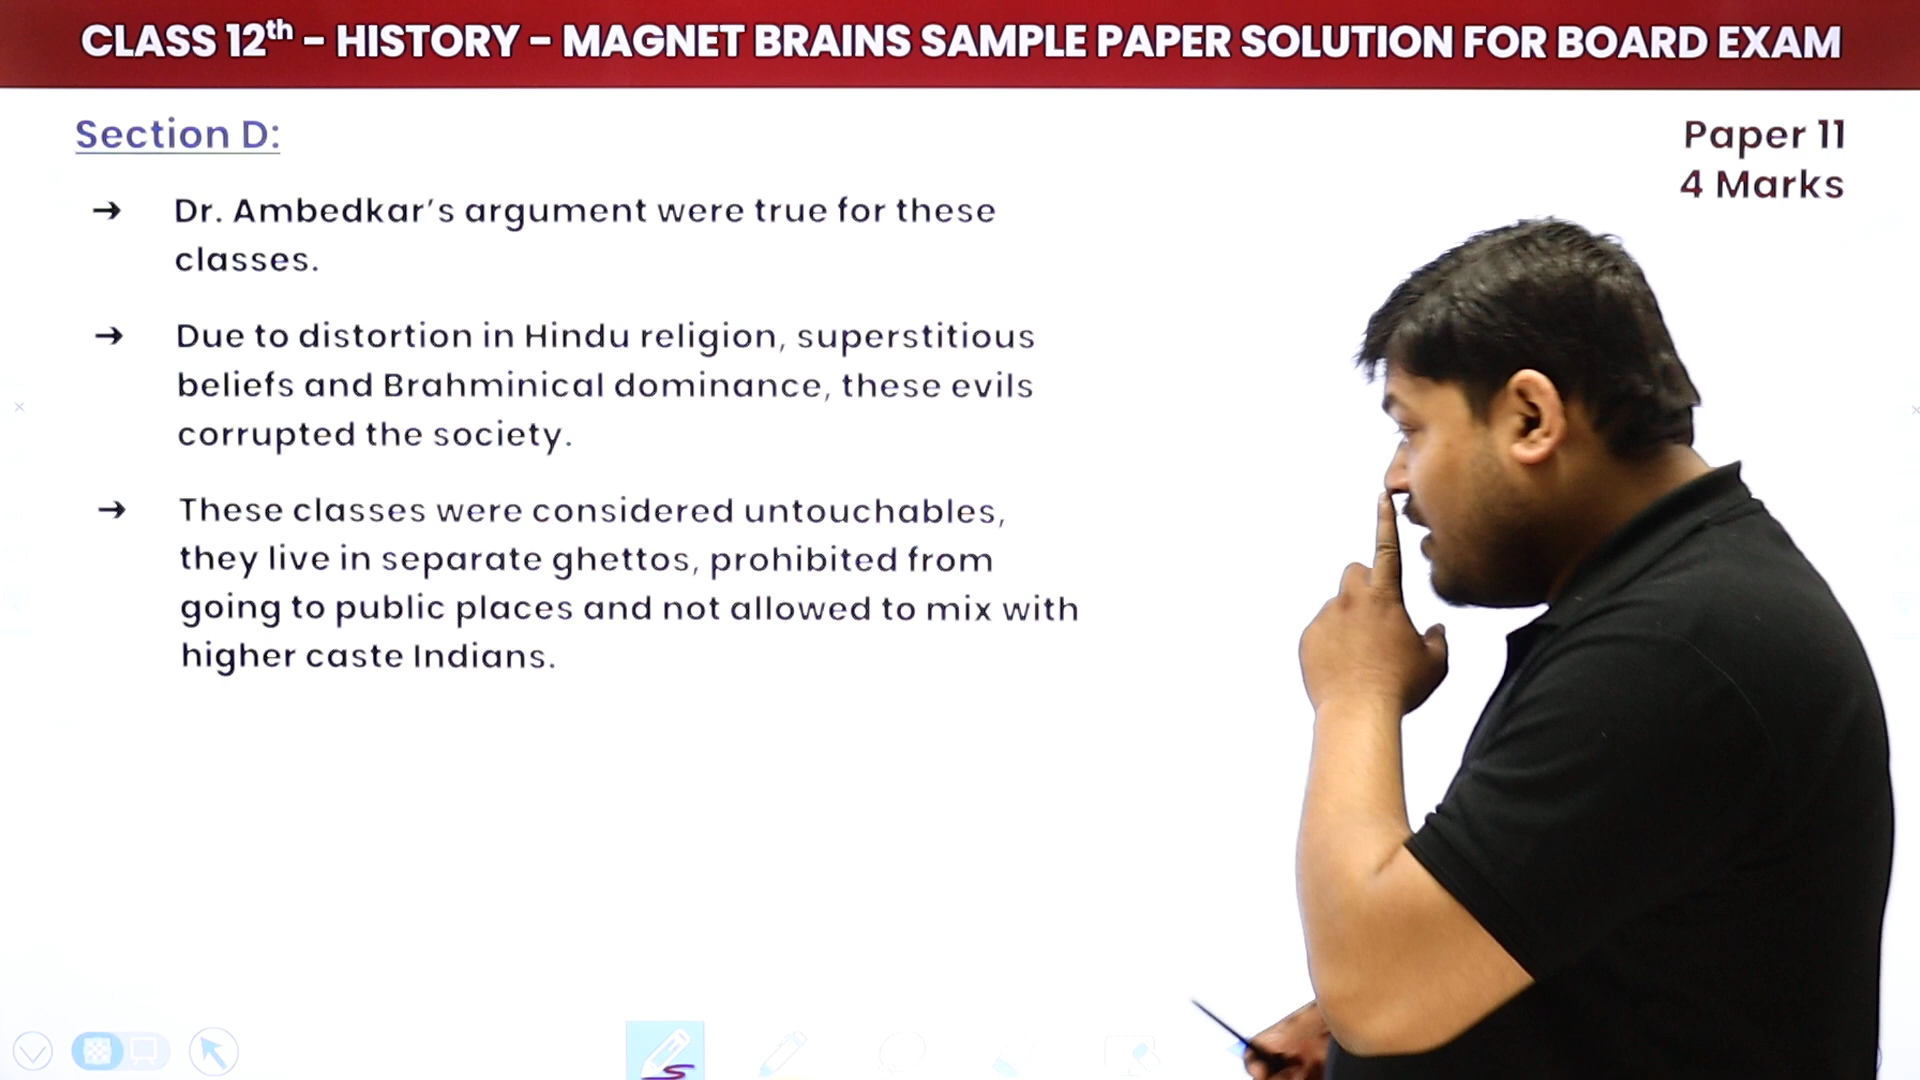 CLASS 12th - HISTORY - MAGNET BRAINS SAMPLE PAPER SOLUTION FOR BOARD EXAM
Section D:
Paper 11
4 Marks
→ Dr. Ambedkar's argument were true for these
classes.
→ Due to distortion in Hindu religion, superstitious
beliefs and Brahminical dominance, these evils
corrupted the society.
→ These classes were considered untouchables,
they live in separate ghettos, prohibited from
going to public places and not allowed to mix with
higher caste Indians.